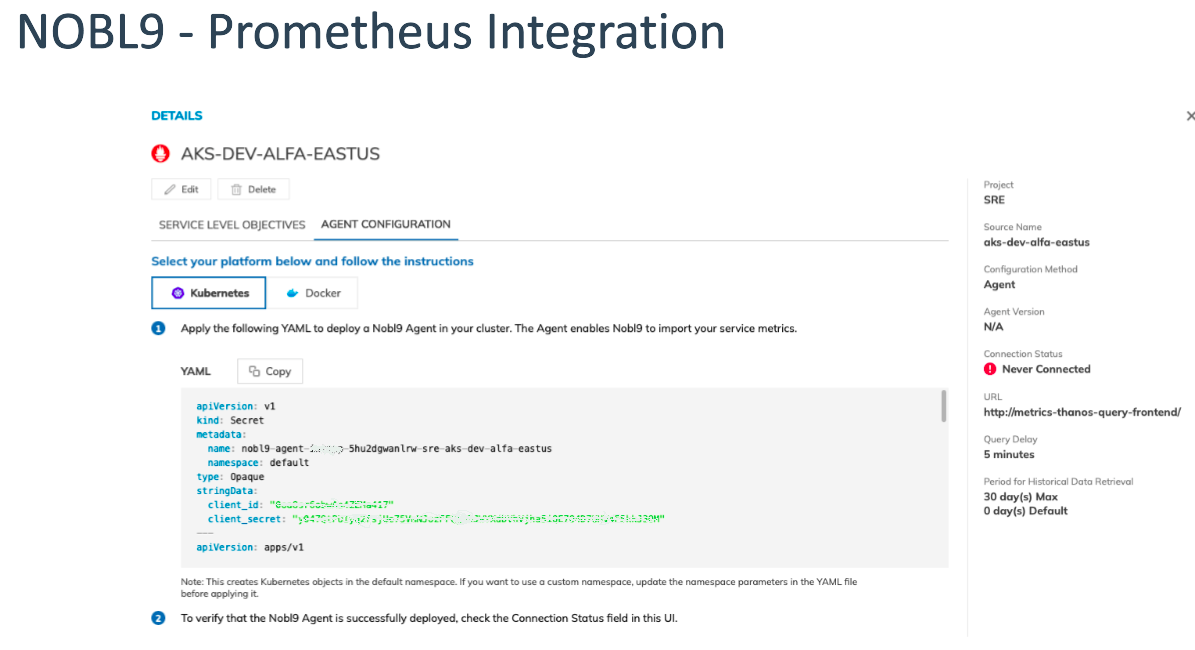 NOBL9 - Prometheus Integration
DETAILS
AKS-DEV-ALFA-EASTUS
Edit Delete
SERVICE LEVEL OBJECTIVES AGENT CONFIGURATION
Select your platform below and follow the instructions
Kubernetes Docker
1 Apply the following YAML to deploy a Nobl9 Agent in your cluster. The Agent enables Nobl9 to import your service metrics.
YAML Copy
apiVersion: v1
kind: Secret
metadata:
name: nobl9-agent- -5hu2dgwanlrw-sre-aks-dev-alfa-eastus
namespace: default
type: Opaque
stringData:
client_id:
client_secret:
---
apiVersion: apps/v1
Note: This creates Kubernetes objects in the default namespace. If you want to use a custom namespace, update the namespace parameters in the YAML file
before applying it.
2 To verify that the Nobl9 Agent is successfully deployed, check the Connection Status field in this UI.
Project
SRE
Source Name
aks-dev-alfa-eastus
Configuration Method
Agent
Agent Version
N/A
Connection Status
Never Connected
URL
http://metrics-thanos-query-frontend/
Query Delay
5 minutes
Period for Historical Data Retrieval
30 day(s) Max
0 day(s) Default